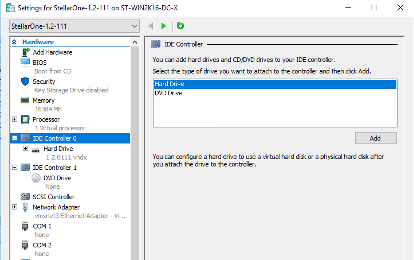 Settings for StellarOne-1.2-111 on ST-WIN2K16-DC-X
StellarOne-1.2-111
Hardware
Add Hardware
BIOS
Boot from CD
Security
Key Storage Drive disabled
Memory
16384 MB
Processor
1 Virtual processor
IDE Controller 0
Hard Drive
1.2.0111.vhdx
IDE Controller 1
DVD Drive
None
SCSI Controller
Network Adapter
vmxnet3 Ethernet Adapter - Vi...
COM 1
None
COM 2
None
IDE Controller
You can add hard drives and CD/DVD drives to your IDE controller.
Select the type of drive you want to attach to the controller and then click Add.
Hard Drive
DVD Drive
Add
You can configure a hard drive to use a virtual hard disk or a physical hard disk after
you attach the drive to the controller.